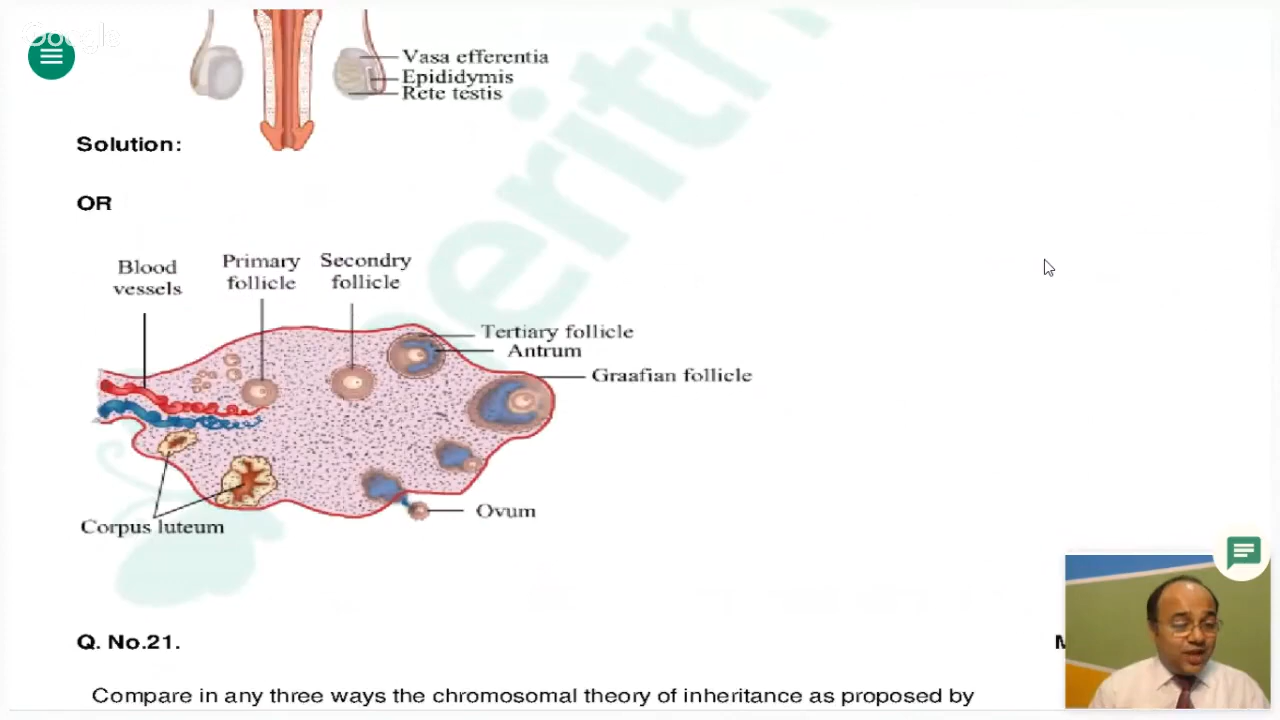 Google
Vasa efferentia
Epididymis
Rete testis
Solution:
OR
Blood
vessels
Primary
follicle
Secondry
follicle
Tertiary follicle
Antrum
Graafian follicle
Corpus luteum
Ovum
Q. No.21.
M
Compare in any three ways the chromosomal theory of inheritance as proposed by